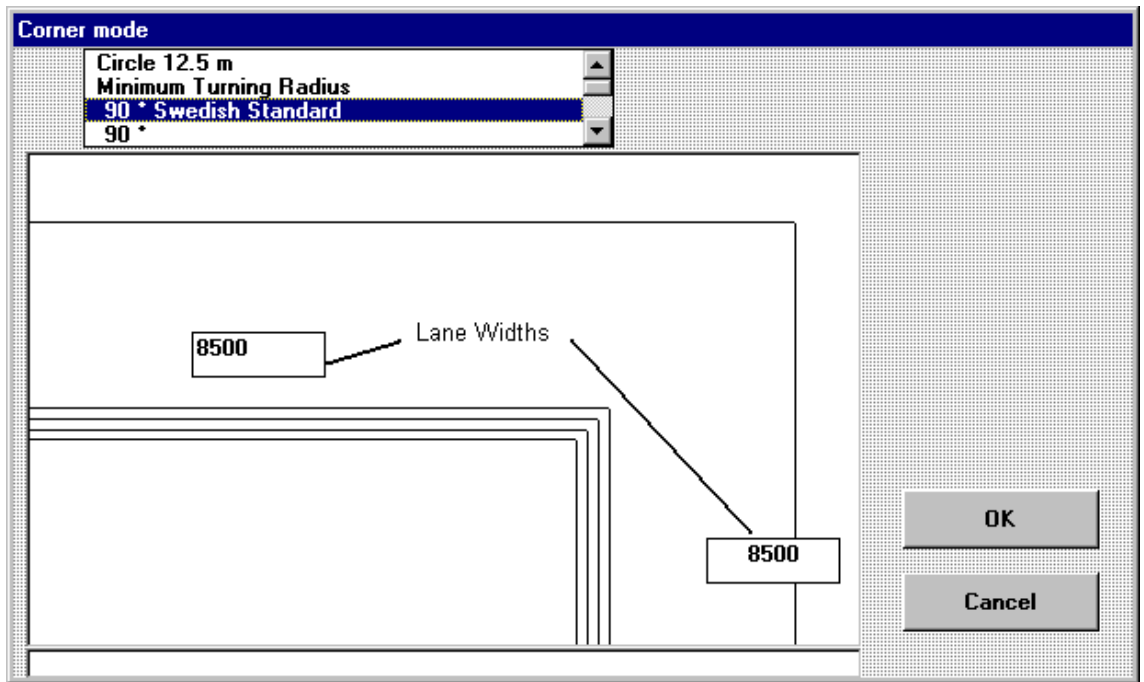 Corner mode
Circle 12.5 m
Minimum Turning Radius
90 * Swedish Standard
90 *
Lane Widths
8500
8500
OK
Cancel